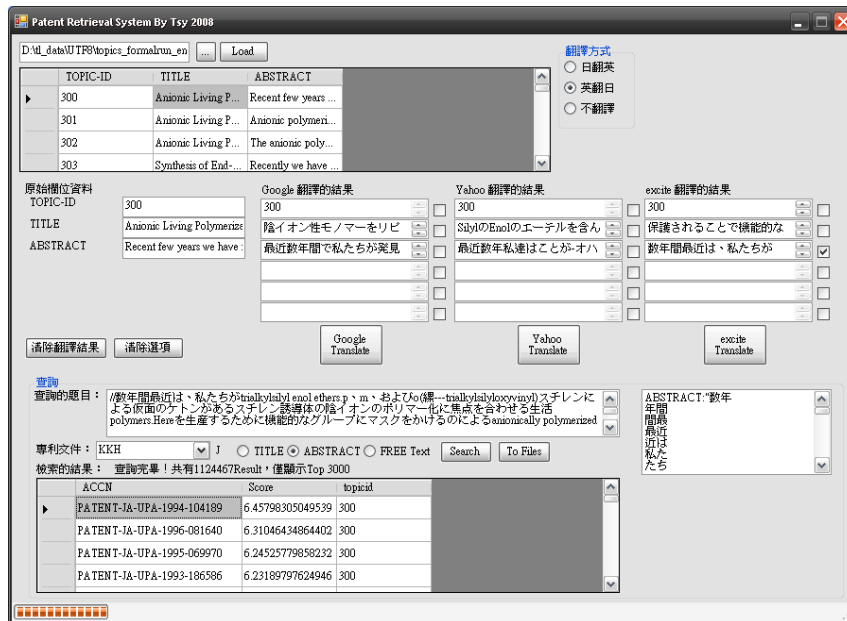 Patent Retrieval System By Tsy 2008
D:\tl_data\UTF8\topics_formalrun_en ... Load
翻譯方式
日翻英
英翻日
不翻譯
TOPIC-ID TITLE ABSTRACT
300 Anionic Living P... Recent few years ...
301 Anionic Living P... Anionic polymeri...
302 Anionic Living P... The anionic poly...
303 Synthesis of End-... Recently we have ...
原始欄位資料 Google 翻譯的結果 Yahoo 翻譯的結果 excite 翻譯的結果
TOPIC-ID 300 300 300 300
TITLE Anionic Living Polymerize 陰イオン性モノマーをリビ SilylのEnolのエーテルを含ん 保護されることで機能的な
ABSTRACT Recent few years we have : 最近数年間で私たちが発見 最近数年私達はことが-オハ 数年間最近は、私たちが
清除翻譯結果 清除選項 Google Translate Yahoo Translate excite Translate
查詢
查詢的題目： //数年間最近は、私たちがtrialkylsilyl enol ethers.p、m、およびo(縲---trialkylsilyloxyvinyl)スチレンに
よる仮面のケトンがあるスチレン誘導体の陰イオンのポリマー化に焦点を合わせる生活
polymers.Hereを生産するために機能的なグループにマスクをかけるのによるanionically polymerized
ABSTRACT:"数年
年間
間最
最近
近は
私た
たち
專利文件： KKH J TITLE ABSTRACT FREE Text Search To Files
檢索的結果： 查詢完畢！共有1124467Result，僅顯示Top 3000
ACCN Score topicid
PATENT-JA-UPA-1994-104189 6.45798305049539 300
PATENT-JA-UPA-1996-081640 6.31046434864402 300
PATENT-JA-UPA-1995-069970 6.24525779858232 300
PATENT-JA-UPA-1993-186586 6.23189797624946 300